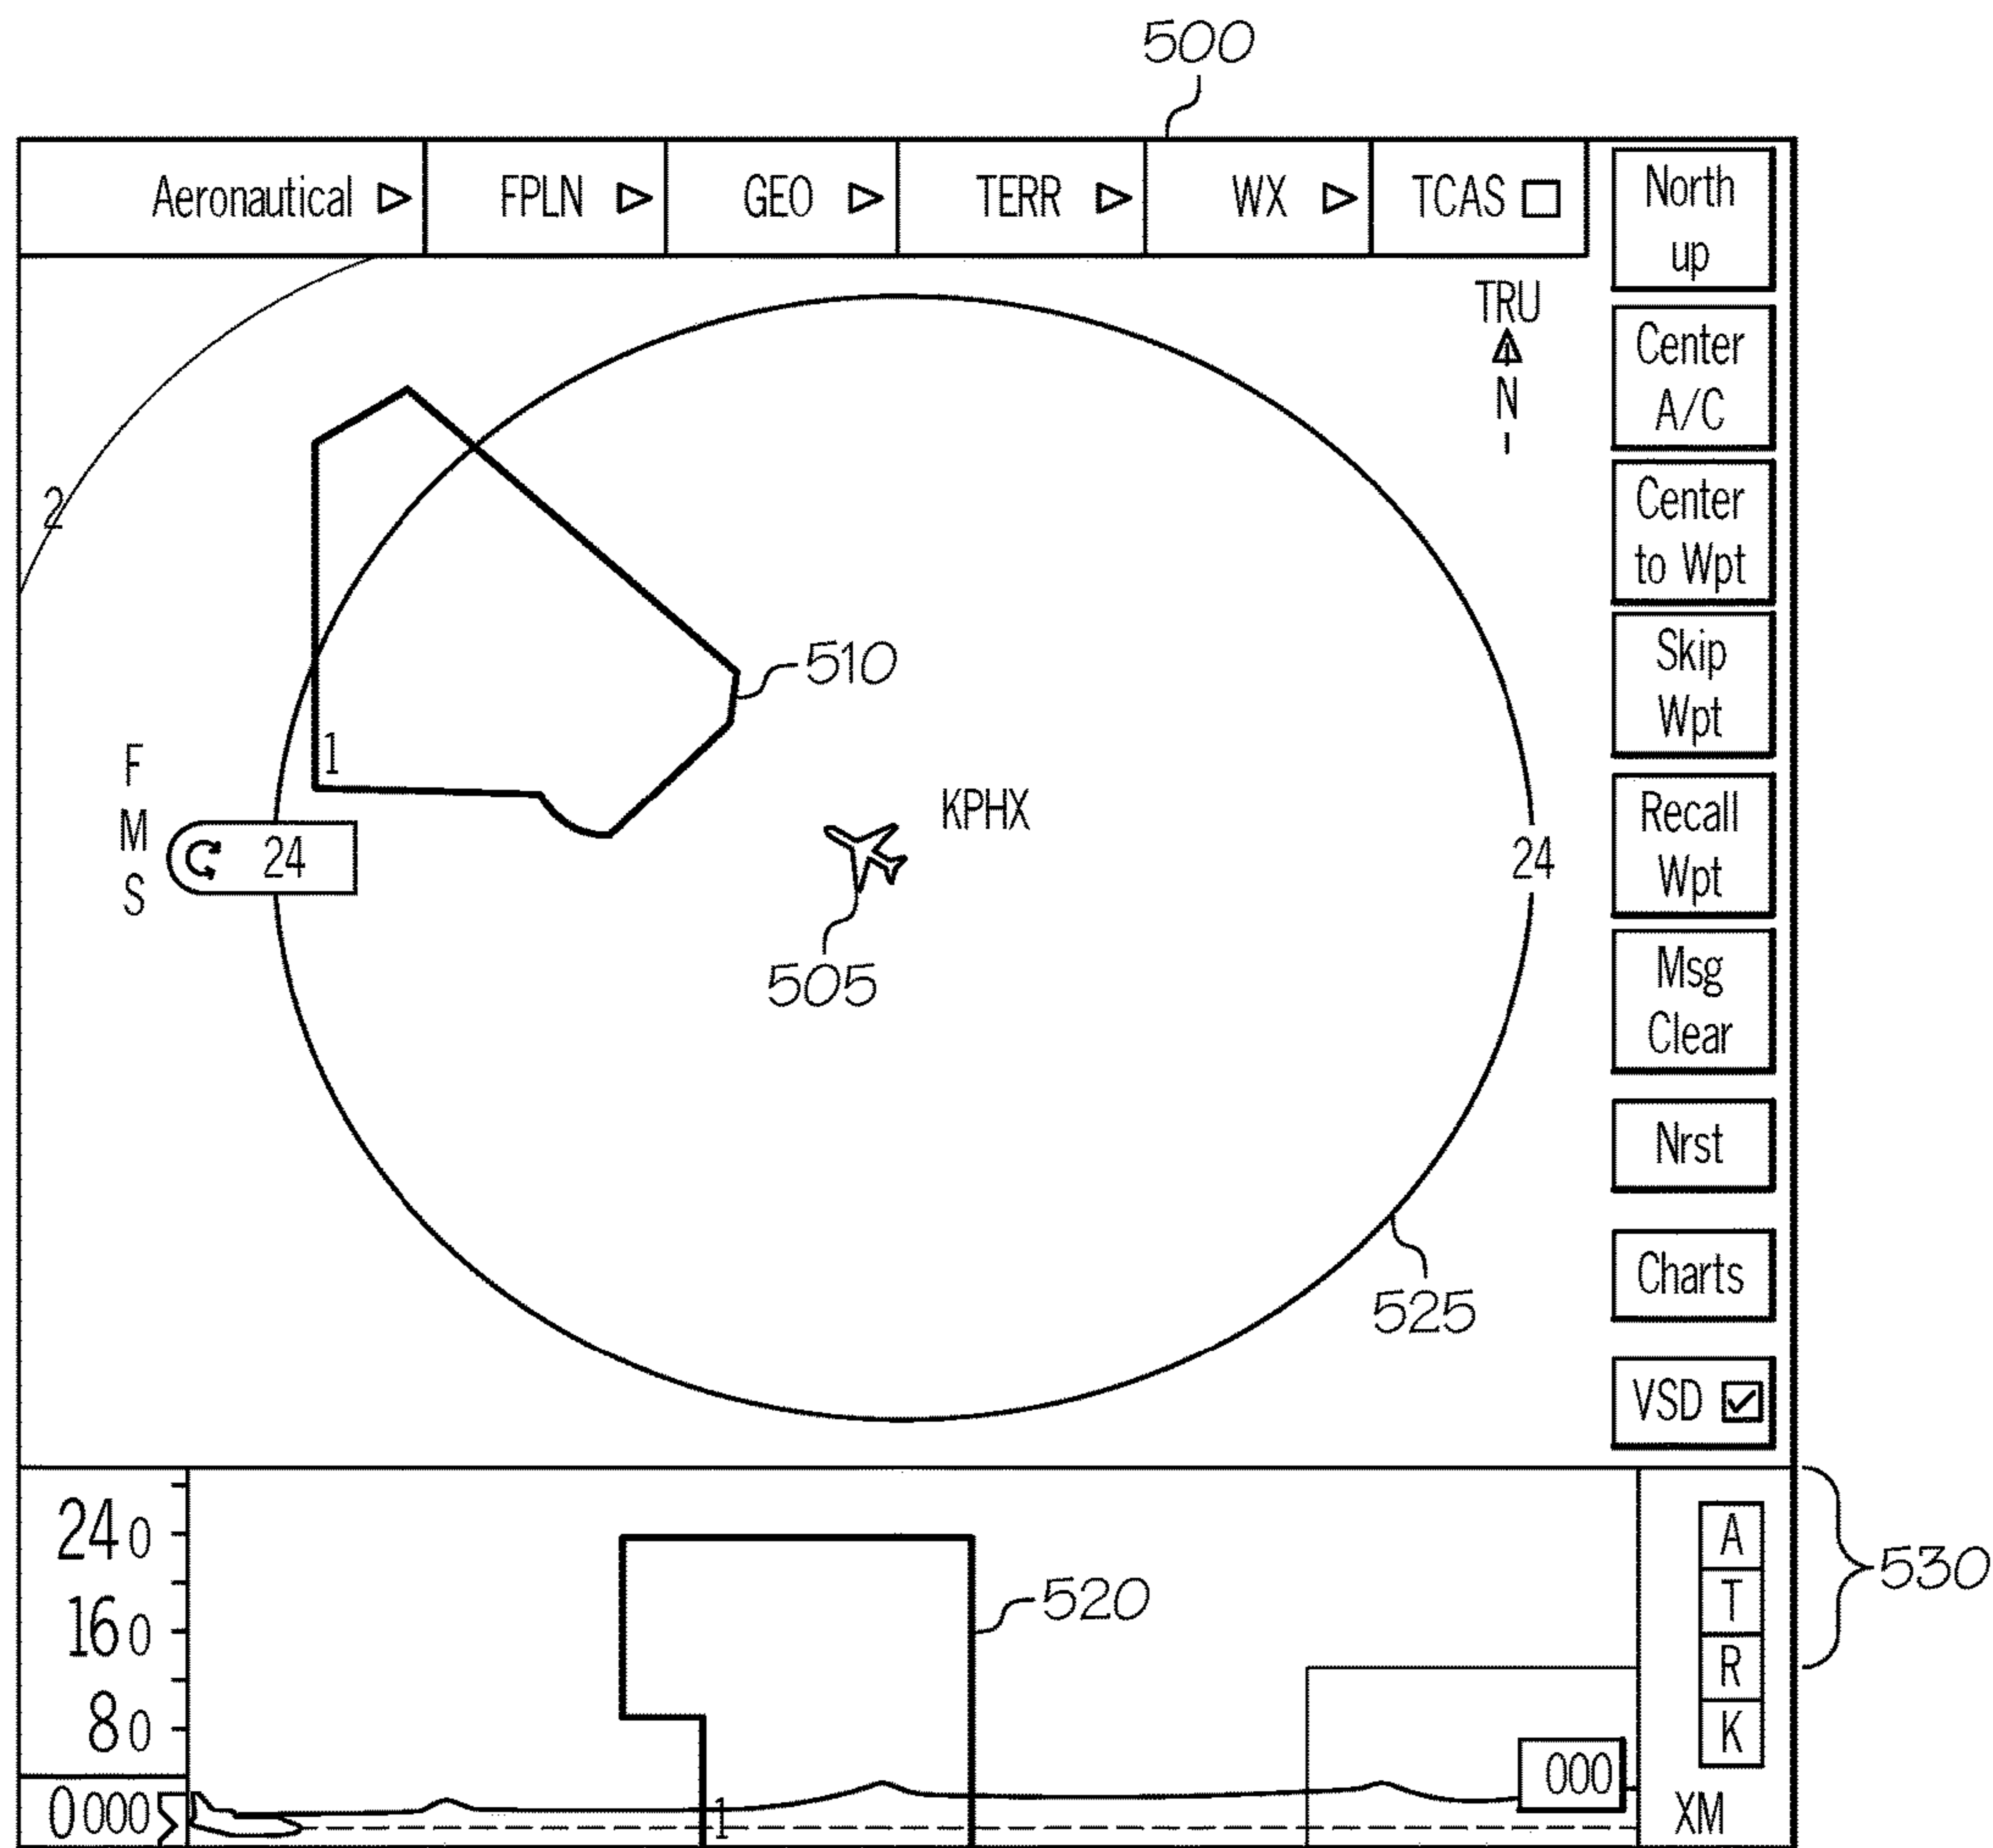 500
Aeronautical FPLN GEO TERR WX TCAS
North
up
TRU
N
Center
A/C
Center
to Wpt
2
Skip
Wpt
510
1
F
M
S
24
KPHX
24
Recall
Wpt
505
Msg
Clear
Nrst
Charts
525
VSD
240
160
80
0000
520
1
000
A
T
R
K
XM
530